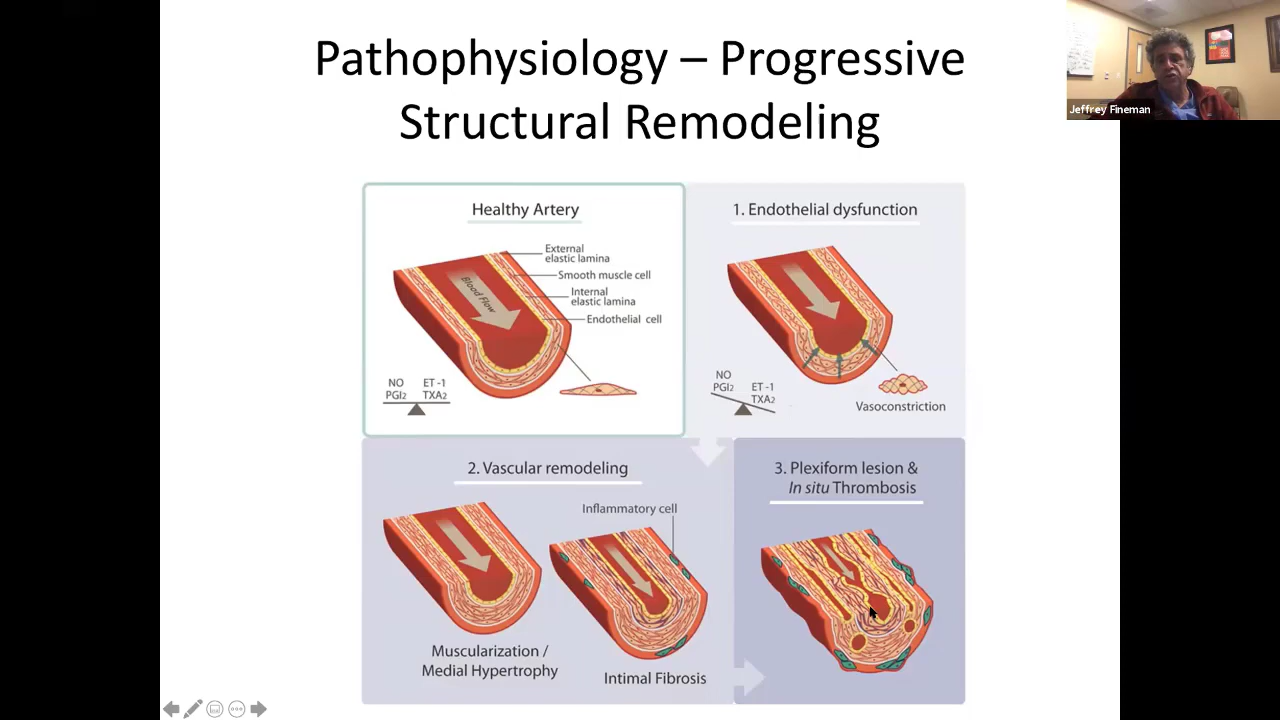 Pathophysiology – Progressive
Structural Remodeling
Jeffrey Fineman
Healthy Artery
External
elastic lamina
Smooth muscle cell
Internal
elastic lamina
Endothelial cell
Blood Flow
NO
PGI2
ET -1
TXA2
1. Endothelial dysfunction
NO
PGI2
ET -1
TXA2
Vasoconstriction
2. Vascular remodeling
Inflammatory cell
Muscularization /
Medial Hypertrophy
Intimal Fibrosis
3. Plexiform lesion &
In situ Thrombosis